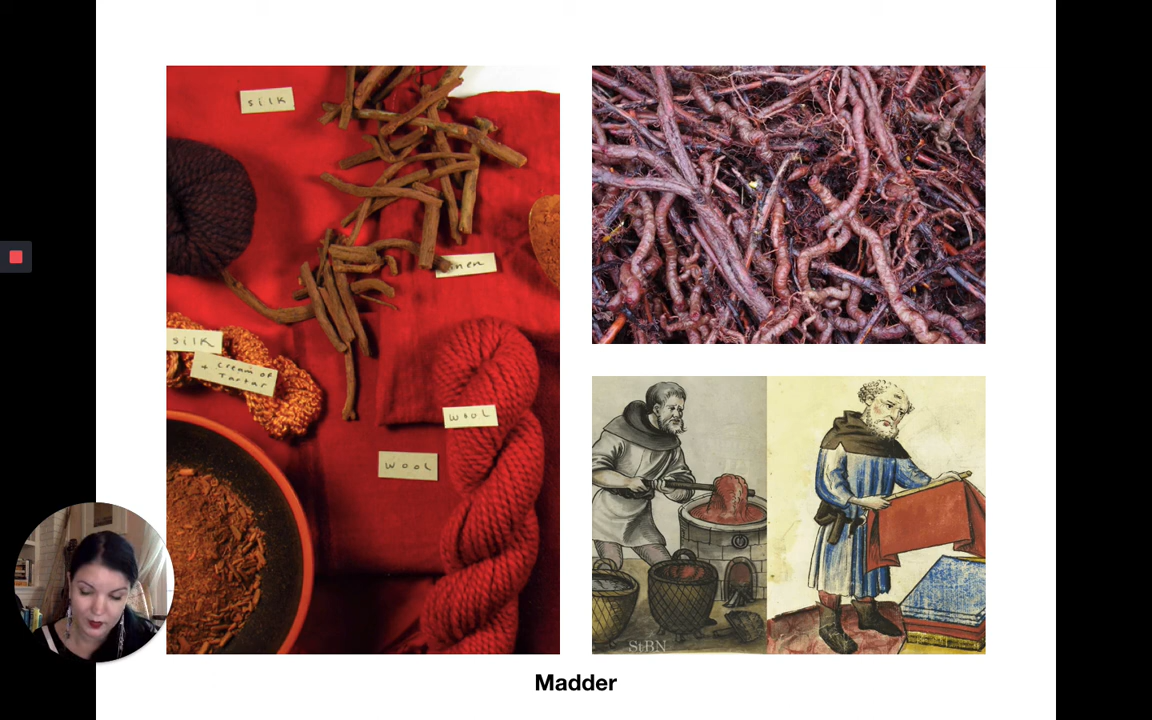 silk
linen
silk
+ cream of
Tartar
wool
wool
StBN
Madder